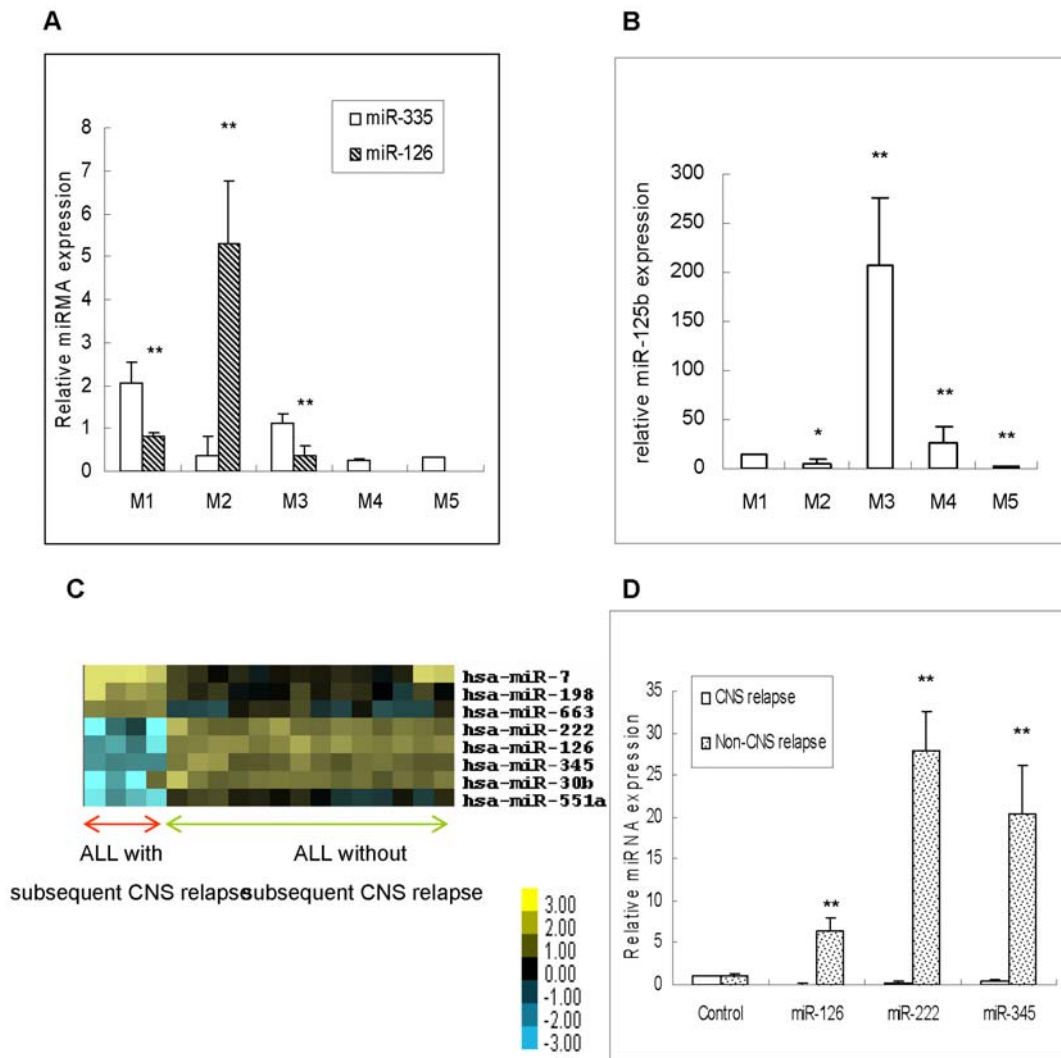 A
miR-335
miR-126
Relative miRMA expression
8
7
6
5
4
3
2
1
0
**
**
**
M1 M2 M3 M4 M5
B
relative miR-125b expression
300
250
200
150
100
50
0
*
**
**
**
M1 M2 M3 M4 M5
C
hsa-miR-7
hsa-miR-198
hsa-miR-663
hsa-miR-222
hsa-miR-126
hsa-miR-345
hsa-miR-30b
hsa-miR-551a
ALL with
subsequent CNS relapse
ALL without
subsequent CNS relapse
3.00
2.00
1.00
0.00
-1.00
-2.00
-3.00
D
CNS relapse
Non-CNS relapse
Relative miRNA expression
35
30
25
20
15
10
5
0
**
**
**
Control miR-126 miR-222 miR-345